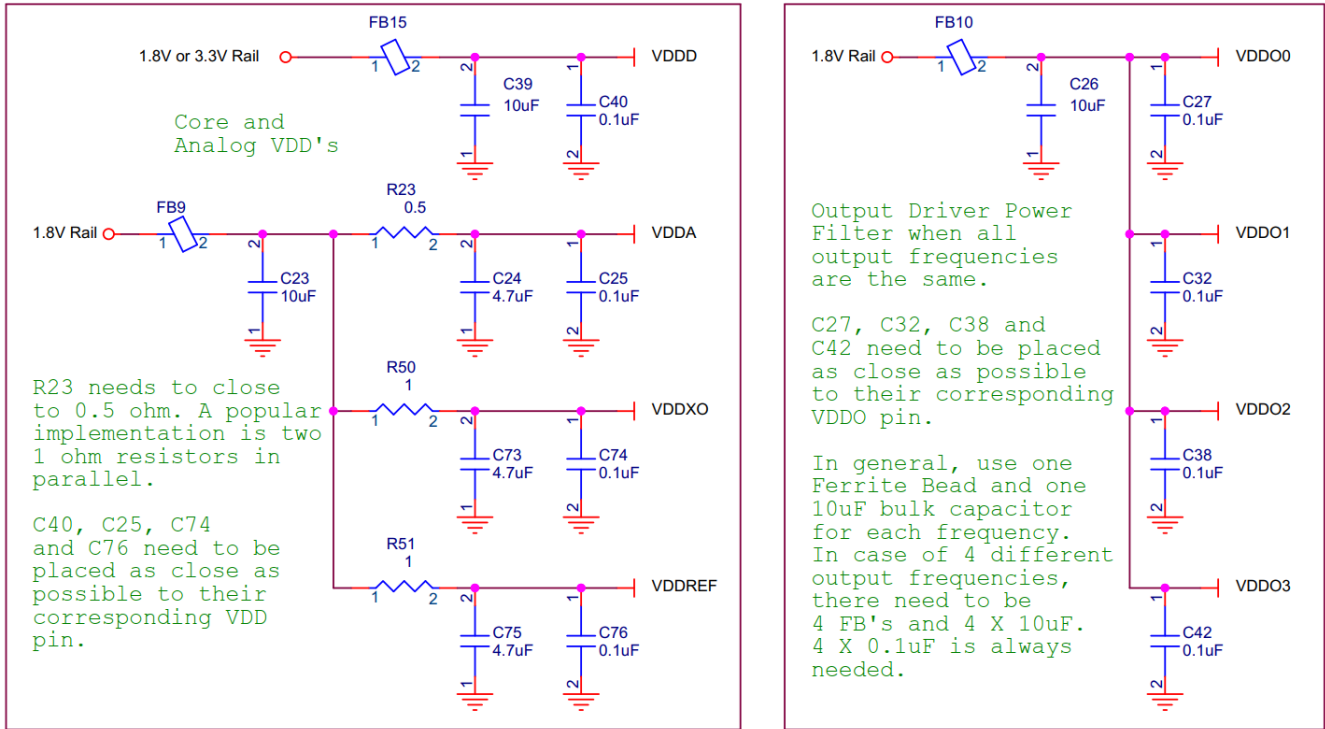 FB15
1.8V or 3.3V Rail
1
2
VDDD
2
C39
10uF
1
1
C40
0.1uF
2
Core and
Analog VDD's
FB9
1.8V Rail
1
2
2
C23
10uF
1
R23
0.5
1
2
VDDA
2
C24
4.7uF
1
1
C25
0.1uF
2
R50
1
1
2
VDDXO
2
C73
4.7uF
1
1
C74
0.1uF
2
R51
1
1
2
VDDREF
2
C75
4.7uF
1
1
C76
0.1uF
2
R23 needs to close
to 0.5 ohm. A popular
implementation is two
1 ohm resistors in
parallel.
C40, C25, C74
and C76 need to be
placed as close as
possible to their
corresponding VDD
pin.
FB10
1.8V Rail
1
2
VDDO0
2
C26
10uF
1
1
C27
0.1uF
2
VDDO1
1
C32
0.1uF
2
VDDO2
1
C38
0.1uF
2
VDDO3
1
C42
0.1uF
2
Output Driver Power
Filter when all
output frequencies
are the same.
C27, C32, C38 and
C42 need to be placed
as close as possible
to their corresponding
VDDO pin.
In general, use one
Ferrite Bead and one
10uF bulk capacitor
for each frequency.
In case of 4 different
output frequencies,
there need to be
4 FB's and 4 X 10uF.
4 X 0.1uF is always
needed.